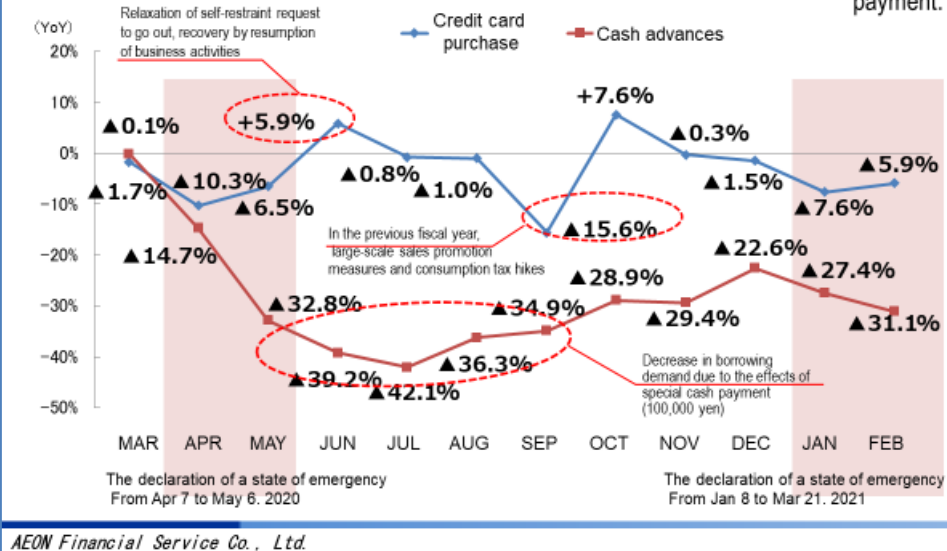 payment.
Relaxation of self-restraint request
to go out, recovery by resumption
of business activities
(YoY)
Credit card
purchase
Cash advances
20%
10%
0%
−10%
−20%
−30%
−40%
−50%
▲0.1%
▲1.7%
▲10.3%
▲14.7%
+5.9%
▲6.5%
▲32.8%
▲0.8%
▲39.2%
▲1.0%
▲42.1%
▲36.3%
▲15.6%
▲34.9%
+7.6%
▲28.9%
▲0.3%
▲29.4%
▲1.5%
▲22.6%
▲7.6%
▲27.4%
▲5.9%
▲31.1%
In the previous fiscal year,
large-scale sales promotion
measures and consumption tax hikes
Decrease in borrowing
demand due to the effects of
special cash payment
(100,000 yen)
MAR APR MAY JUN JUL AUG SEP OCT NOV DEC JAN FEB
The declaration of a state of emergency
From Apr 7 to May 6. 2020
The declaration of a state of emergency
From Jan 8 to Mar 21. 2021
AEON Financial Service Co., Ltd.